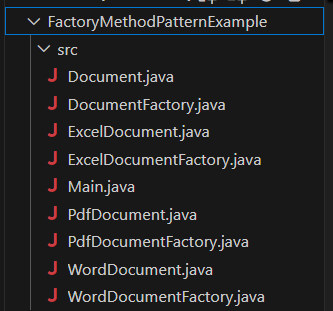 FactoryMethodPatternExample
src
Document.java
DocumentFactory.java
ExcelDocument.java
ExcelDocumentFactory.java
Main.java
PdfDocument.java
PdfDocumentFactory.java
WordDocument.java
WordDocumentFactory.java